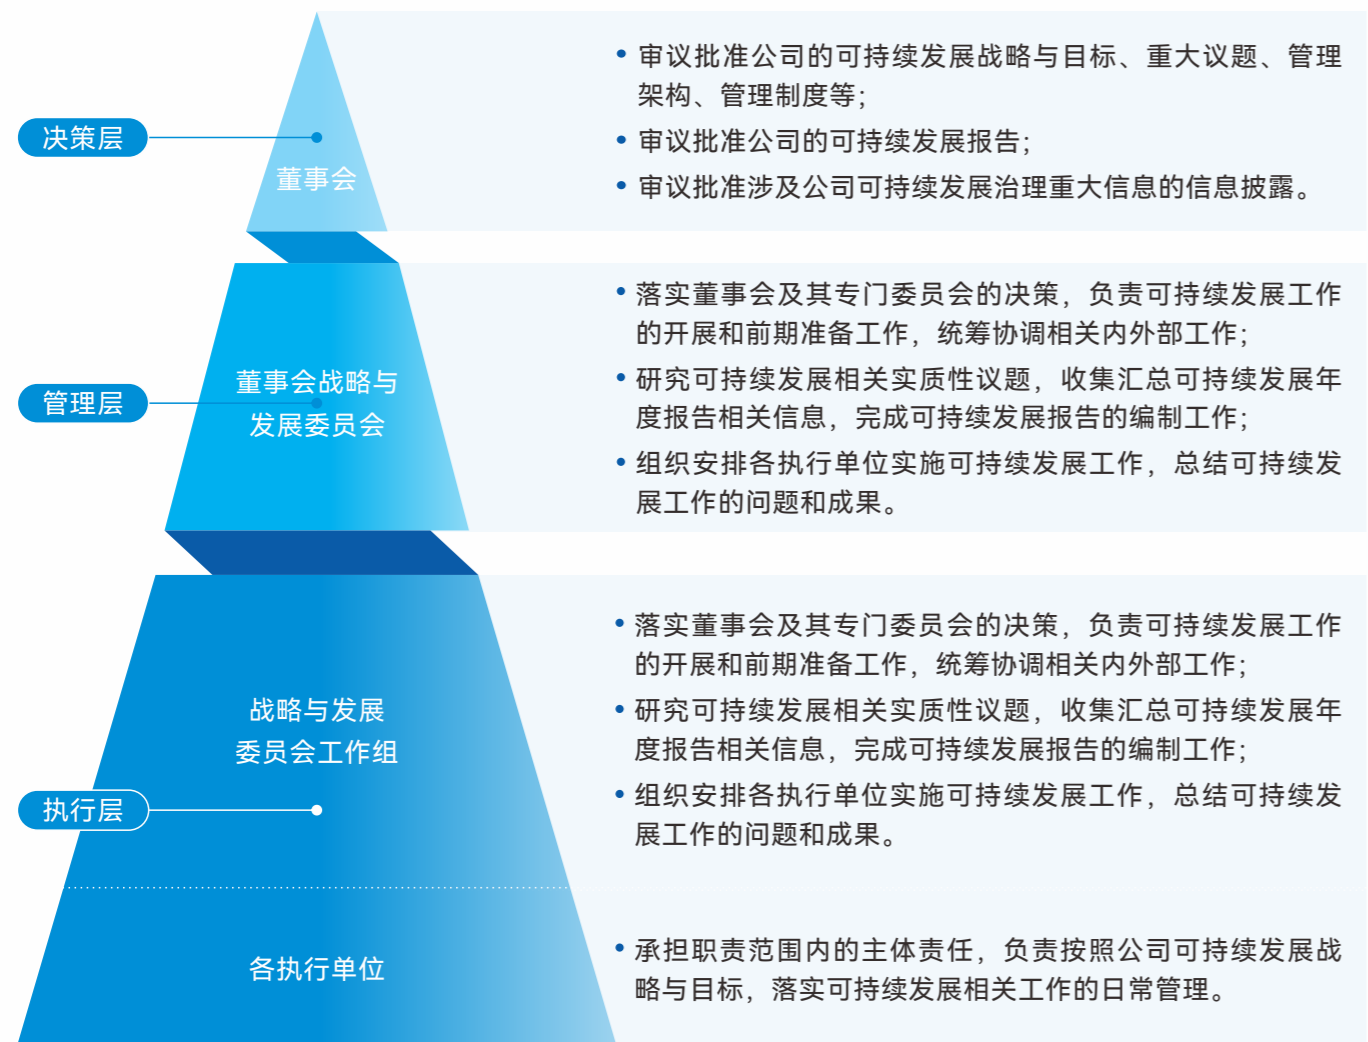 决策层
董事会
• 审议批准公司的可持续发展战略与目标、重大议题、管理
架构、管理制度等；
• 审议批准公司的可持续发展报告；
• 审议批准涉及公司可持续发展治理重大信息的信息披露。
管理层
董事会战略与
发展委员会
• 落实董事会及其专门委员会的决策，负责可持续发展工作
的开展和前期准备工作，统筹协调相关内外部工作；
• 研究可持续发展相关实质性议题，收集汇总可持续发展年
度报告相关信息，完成可持续发展报告的编制工作；
• 组织安排各执行单位实施可持续发展工作，总结可持续发
展工作的问题和成果。
执行层
战略与发展
委员会工作组
• 落实董事会及其专门委员会的决策，负责可持续发展工作
的开展和前期准备工作，统筹协调相关内外部工作；
• 研究可持续发展相关实质性议题，收集汇总可持续发展年
度报告相关信息，完成可持续发展报告的编制工作；
• 组织安排各执行单位实施可持续发展工作，总结可持续发
展工作的问题和成果。
各执行单位
• 承担职责范围内的主体责任，负责按照公司可持续发展战
略与目标，落实可持续发展相关工作的日常管理。